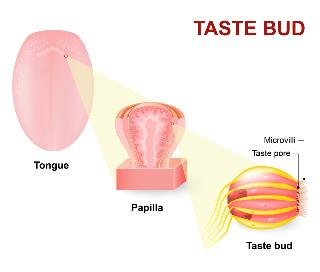 TASTE BUD
Microvilli
Taste pore
Tongue
Papilla
Taste bud